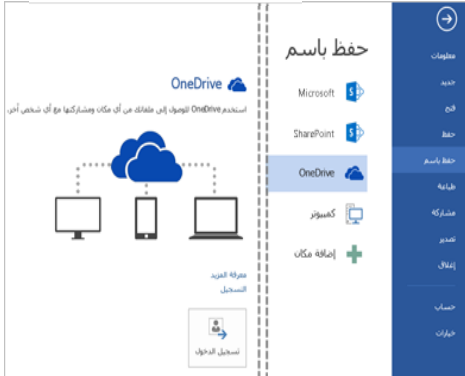 معلومات
جديد
فتح
حفظ
حفظ باسم
طباعة
مشاركة
تصدير
إغلاق
حساب
خيارات
حفظ باسم
Microsoft
SharePoint
OneDrive
كمبيوتر
إضافة مكان
OneDrive
استخدم OneDrive للوصول إلى ملفاتك من أي مكان ومشاركتها مع أي شخص آخر.
معرفة المزيد
التسجيل
تسجيل الدخول